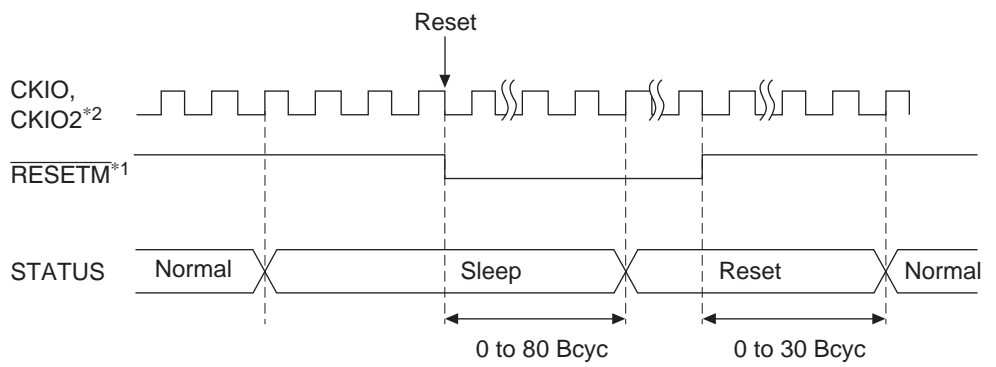 Reset
CKIO,
CKIO2*2
RESETM*1
STATUS Normal Sleep Reset Normal
0 to 80 Bcyc 0 to 30 Bcyc